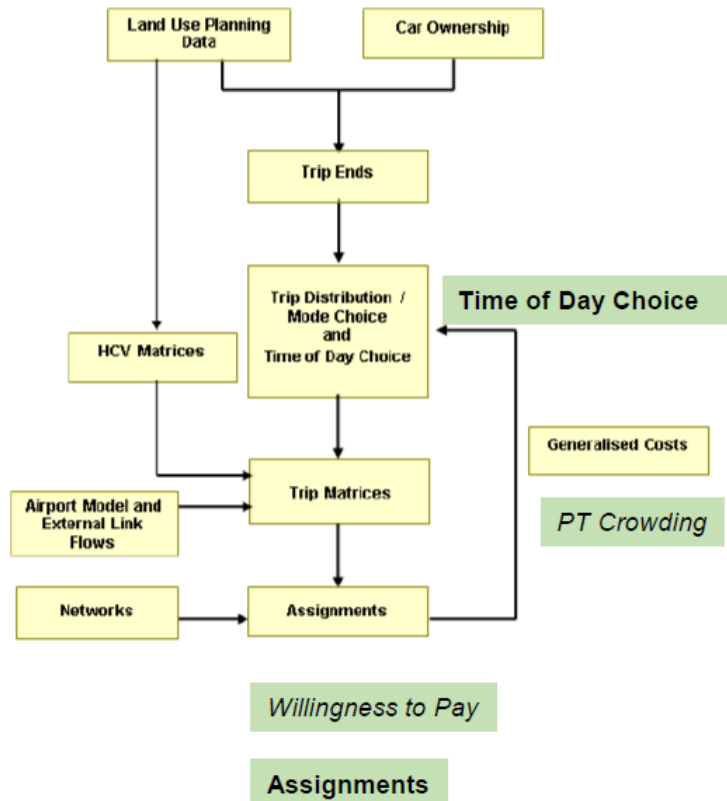 Land Use Planning
Data
Car Ownership
Trip Ends
Trip Distribution /
Mode Choice
and
Time of Day Choice
Time of Day Choice
HCV Matrices
Generalised Costs
Trip Matrices
Airport Model and
External Link
Flows
PT Crowding
Networks
Assignments
Willingness to Pay
Assignments